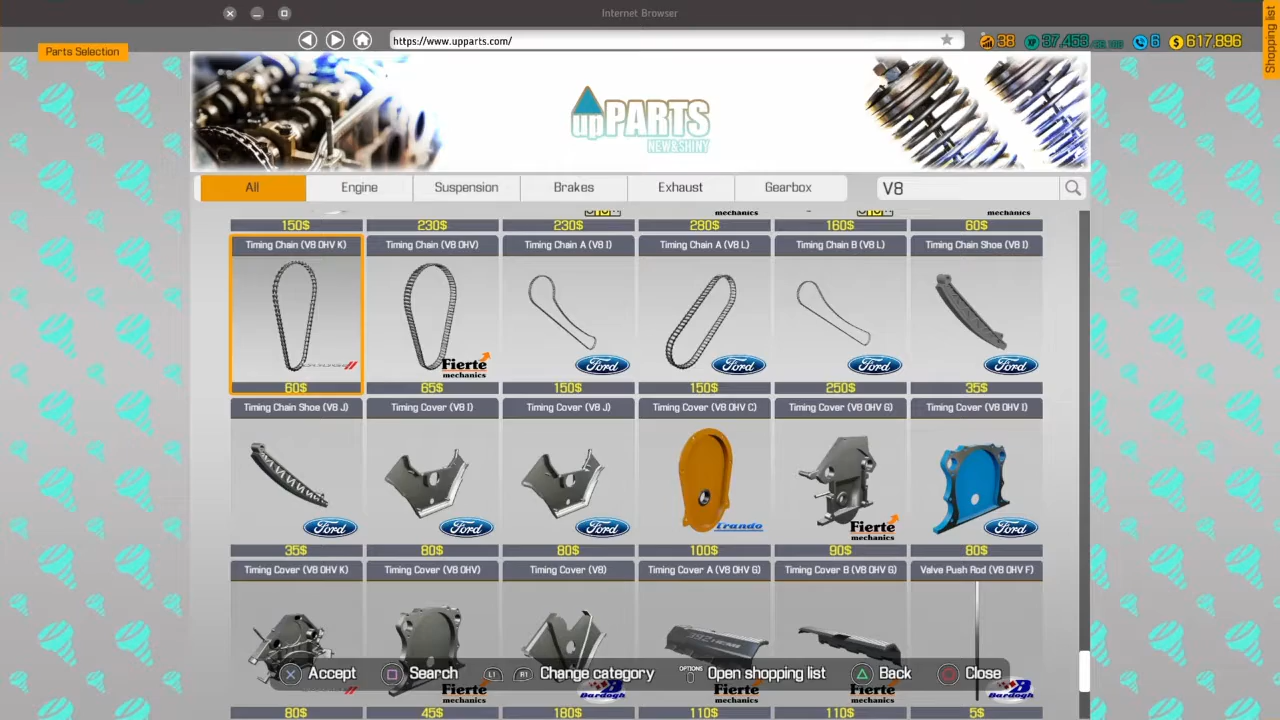 Internet Browser
Parts Selection
https://www.upparts.com/
38
37,453
6
617,896
Shopping list
upPARTS
NEW&SHINY
All
Engine
Suspension
Brakes
Exhaust
Gearbox
V8
mechanics
mechanics
150$
230$
230$
280$
160$
60$
Timing Chain (V8 OHV K)
Timing Chain (V8 OHV)
Timing Chain A (V8 I)
Timing Chain A (V8 L)
Timing Chain B (V8 L)
Timing Chain Shoe (V8 I)
Fierte
mechanics
Ford
Ford
Ford
Ford
60$
65$
150$
150$
250$
35$
Timing Chain Shoe (V8 J)
Timing Cover (V8 I)
Timing Cover (V8 J)
Timing Cover (V8 OHV C)
Timing Cover (V8 OHV G)
Timing Cover (V8 OHV I)
Ford
Ford
Ford
Trando
Fierte
mechanics
Ford
35$
80$
80$
100$
90$
80$
Timing Cover (V8 OHV K)
Timing Cover (V8 OHV)
Timing Cover (V8)
Timing Cover A (V8 OHV G)
Timing Cover B (V8 OHV G)
Valve Push Rod (V8 OHV F)
Accept
Search
L1
R1
Change category
OPTIONS
Open shopping list
Back
Close
Fierte
mechanics
Bardogh
Fierte
mechanics
Fierte
mechanics
Bardogh
80$
45$
180$
110$
110$
5$